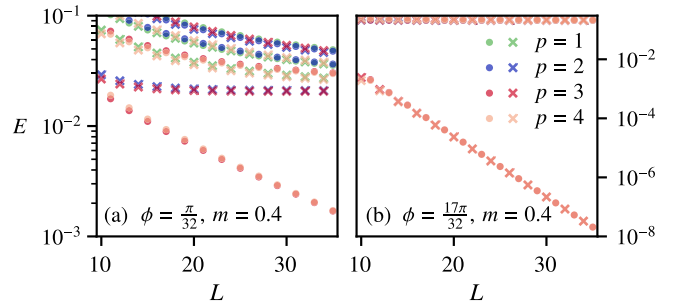 10⁻¹
10⁻²
10⁻³
E
10
20
30
L
(a) ϕ = π/32, m = 0.4
10
20
30
L
(b) ϕ = 17π/32, m = 0.4
p = 1
p = 2
p = 3
p = 4
10⁻²
10⁻⁴
10⁻⁶
10⁻⁸